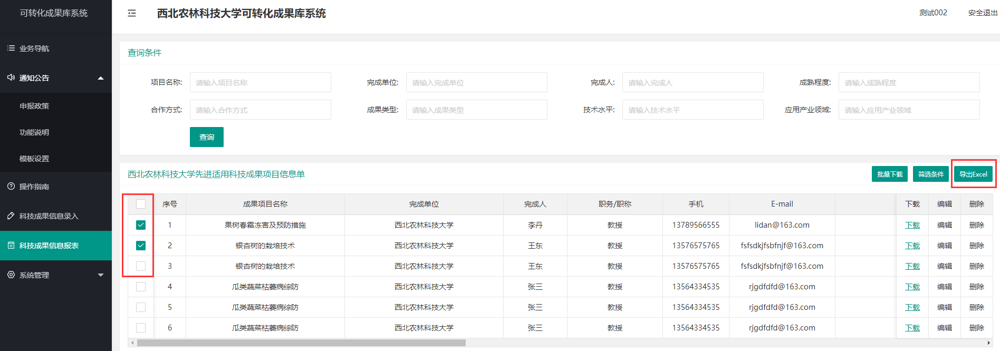 可转化成果库系统
西北农林科技大学可转化成果库系统
测试002
安全退出
业务导航
通知公告
申报政策
功能说明
模板设置
操作指南
科技成果信息录入
科技成果信息报表
系统管理
查询条件
项目名称: 请输入项目名称 完成单位: 请输入完成单位 完成人: 请输入完成人 成熟程度: 请输入成熟程度
合作方式: 请输入合作方式 成果类型: 请输入成果类型 技术水平: 请输入技术水平 应用产业领域: 请输入应用产业领域
查询
西北农林科技大学先进适用科技成果项目信息单
批量下载 筛选条件 导出Excel
序号 成果项目名称 完成单位 完成人 职务/职称 手机 E-mail 下载 编辑 删除
1 果树春霜冻害及预防措施 西北农林科技大学 李丹 教授 13789566555 lidan@163.com 下载 编辑 删除
2 银杏树的栽培技术 西北农林科技大学 王东 教授 13576575765 fsfsdkjfsbfnjf@163.com 下载 编辑 删除
3 银杏树的栽培技术 西北农林科技大学 王东 教授 13576575765 fsfsdkjfsbfnjf@163.com 下载 编辑 删除
4 瓜类蔬菜枯萎病综防 西北农林科技大学 张三 教授 13564334535 rjgdfdfd@163.com 下载 编辑 删除
5 瓜类蔬菜枯萎病综防 西北农林科技大学 张三 教授 13564334535 rjgdfdfd@163.com 下载 编辑 删除
6 瓜类蔬菜枯萎病综防 西北农林科技大学 张三 教授 13564334535 rjgdfdfd@163.com 下载 编辑 删除